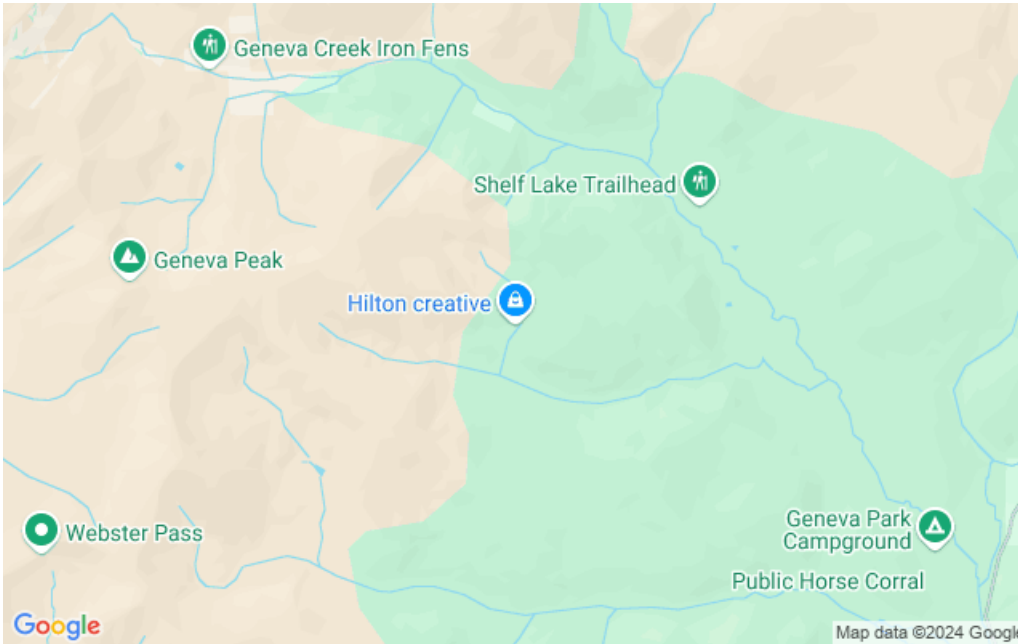 Geneva Creek Iron Fens
Shelf Lake Trailhead
Geneva Peak
Hilton creative
Webster Pass
Geneva Park
Campground
Public Horse Corral
Google
Map data ©2024 Google